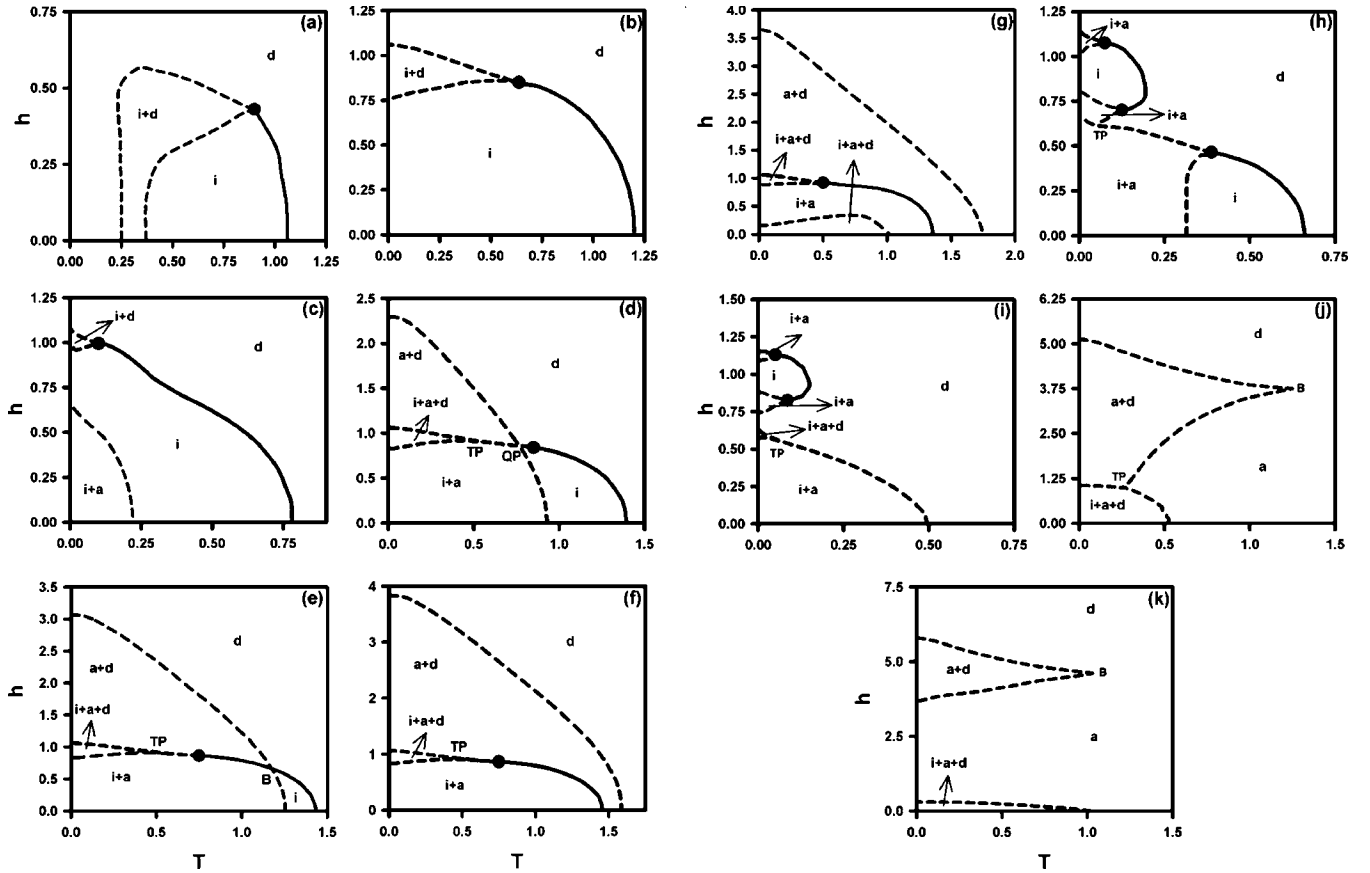 (a)
0.75
0.50
0.25
0.00
h
d
i+d
i
0.00 0.25 0.50 0.75 1.00 1.25
(b)
1.25
1.00
0.75
0.50
0.25
0.00
d
i+d
i
0.00 0.25 0.50 0.75 1.00 1.25
(c)
1.25
1.00
0.75
0.50
0.25
0.00
h
i+d
d
i
i+a
0.00 0.25 0.50 0.75
(d)
2.5
2.0
1.5
1.0
0.5
0.0
a+d
d
i+a+d
TP
QP
i+a
i
0.0 0.5 1.0 1.5
(e)
3.5
3.0
2.5
2.0
1.5
1.0
0.5
0.0
h
d
a+d
i+a+d
TP
B
i+a
i
0.0 0.5 1.0 1.5
T
(f)
4
3
2
1
0
d
a+d
i+a+d
TP
i+a
0.0 0.5 1.0 1.5
T
(g)
4.0
3.5
3.0
2.5
2.0
1.5
1.0
0.5
0.0
h
d
a+d
i+a+d
i+a+d
i+a
0.0 0.5 1.0 1.5 2.0
(h)
1.25
1.00
0.75
0.50
0.25
0.00
i+a
i
d
i+a
TP
i+a
i
0.00 0.25 0.50 0.75
(i)
1.50
1.25
1.00
0.75
0.50
0.25
0.00
h
i+a
i
d
i+a
i+a+d
TP
i+a
0.00 0.25 0.50 0.75
(j)
6.25
5.00
3.75
2.50
1.25
0.00
d
B
a+d
a
TP
i+a+d
0.0 0.5 1.0 1.5
(k)
7.5
5.0
2.5
0.0
h
d
a+d
B
a
i+a+d
0.0 0.5 1.0 1.5
T